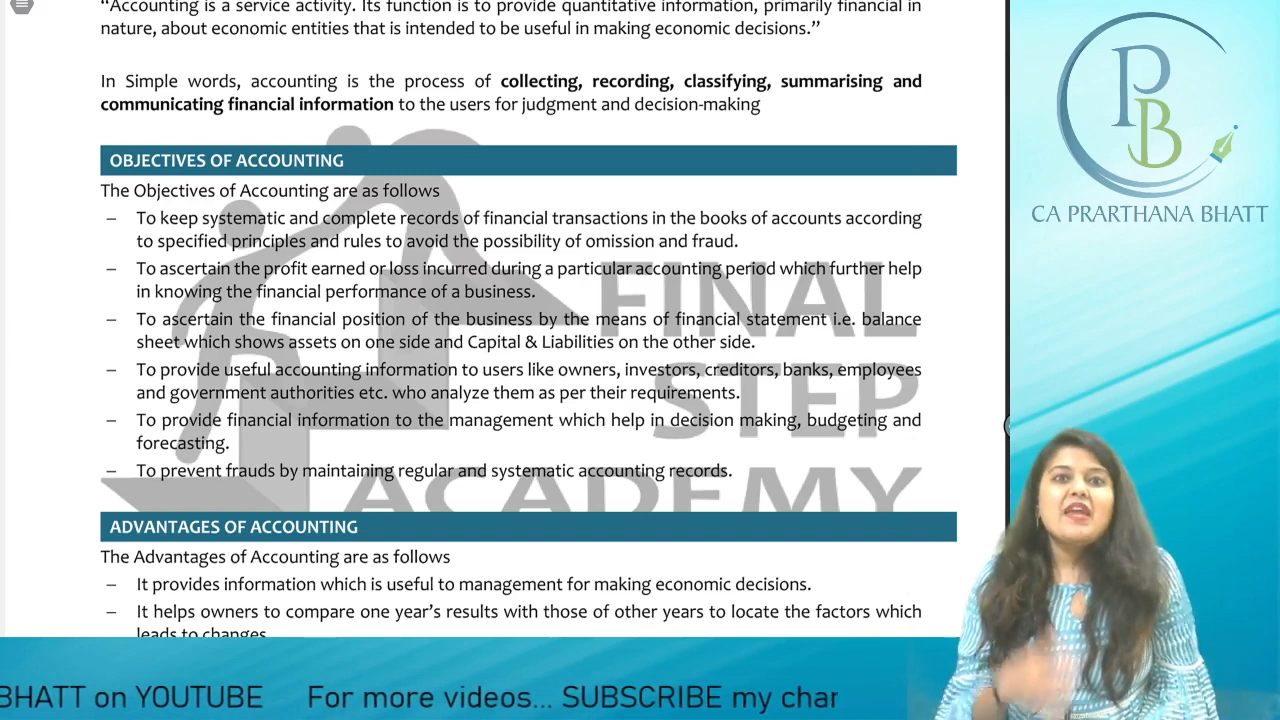 “Accounting is a service activity. Its function is to provide quantitative information, primarily financial in
nature, about economic entities that is intended to be useful in making economic decisions.”
In Simple words, accounting is the process of collecting, recording, classifying, summarising and
communicating financial information to the users for judgment and decision-making
OBJECTIVES OF ACCOUNTING
The Objectives of Accounting are as follows
– To keep systematic and complete records of financial transactions in the books of accounts according
to specified principles and rules to avoid the possibility of omission and fraud.
– To ascertain the profit earned or loss incurred during a particular accounting period which further help
in knowing the financial performance of a business.
– To ascertain the financial position of the business by the means of financial statement i.e. balance
sheet which shows assets on one side and Capital & Liabilities on the other side.
– To provide useful accounting information to users like owners, investors, creditors, banks, employees
and government authorities etc. who analyze them as per their requirements.
– To provide financial information to the management which help in decision making, budgeting and
forecasting.
– To prevent frauds by maintaining regular and systematic accounting records.
ADVANTAGES OF ACCOUNTING
The Advantages of Accounting are as follows
– It provides information which is useful to management for making economic decisions.
– It helps owners to compare one year’s results with those of other years to locate the factors which
leads to changes
FINAL
STEP
ACADEMY
PB
CA PRARTHANA BHATT
BHATT on YOUTUBE For more videos... SUBSCRIBE my char